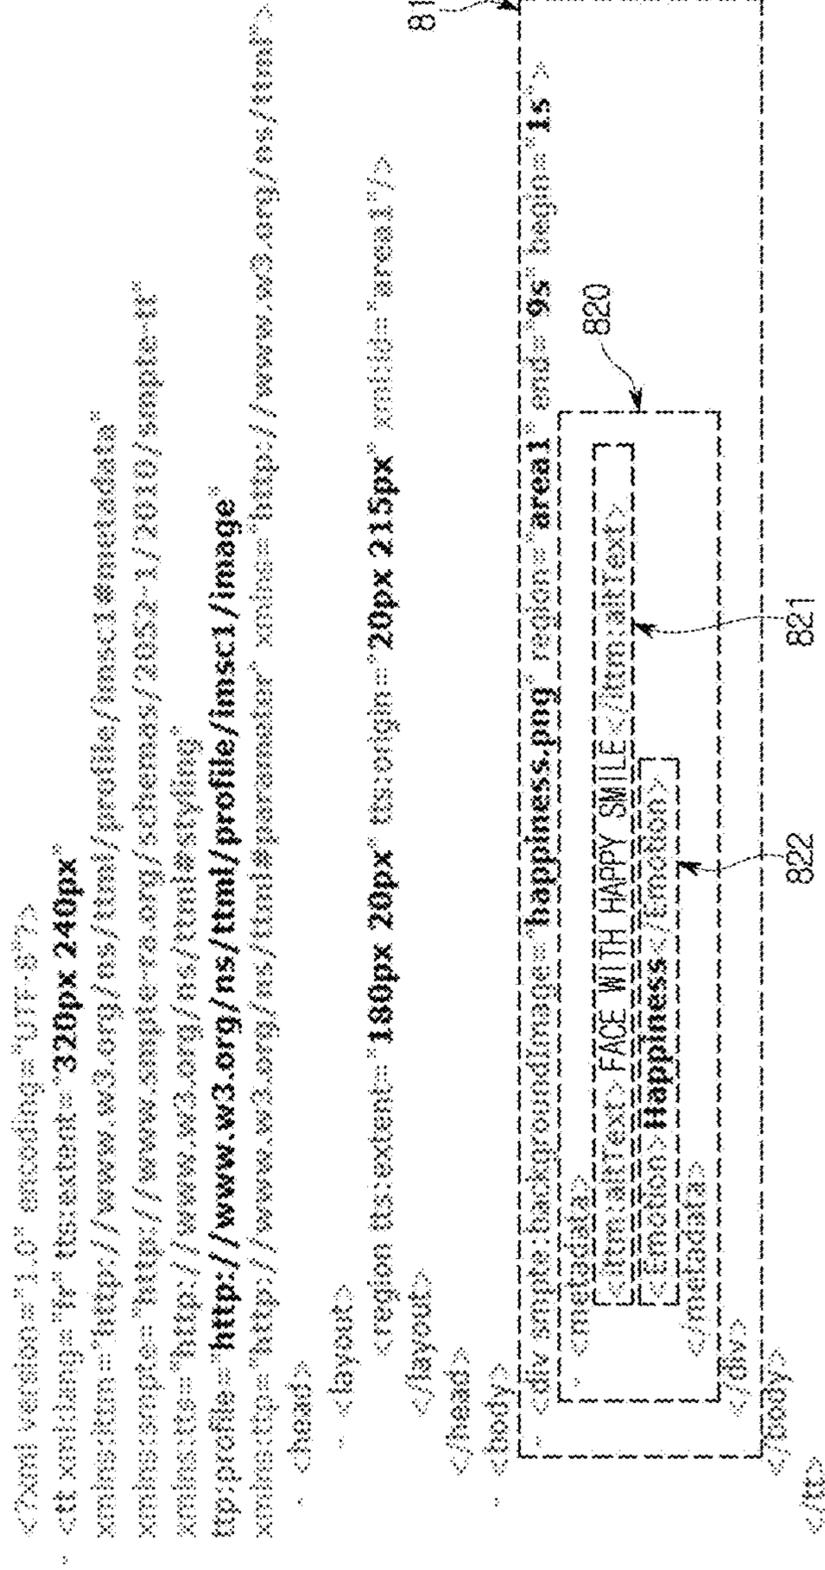 <?xml version="1.0" encoding="UTF-8"?>
- <tt xml:lang="fr" tts:extent="320px 240px"
xmlns:ittm="http://www.w3.org/ns/ttml/profile/imsc1#metadata"
xmlns:smpte="http://www.smpte-ra.org/schemas/2052-1/2010/smpte-tt"
xmlns:tts="http://www.w3.org/ns/ttml#styling"
ttp:profile="http://www.w3.org/ns/ttml/profile/imsc1/image"
xmlns:ttp="http://www.w3.org/ns/ttml#parameter" xmlns="http://www.w3.org/ns/ttml">
- <head>
- <layout>
<region tts:extent="180px 20px" tts:origin="20px 215px" xml:id="area1"/>
</layout>
</head>
- <body>
- <div smpte:backgroundImage="happiness.png" region="area1" end="9s" begin="1s">
- <metadata>
<ittm:altText>FACE WITH HAPPY SMILE</ittm:altText>
<Emotion>Happiness</Emotion>
</metadata>
</div>
</body>
</tt>
820
821
822